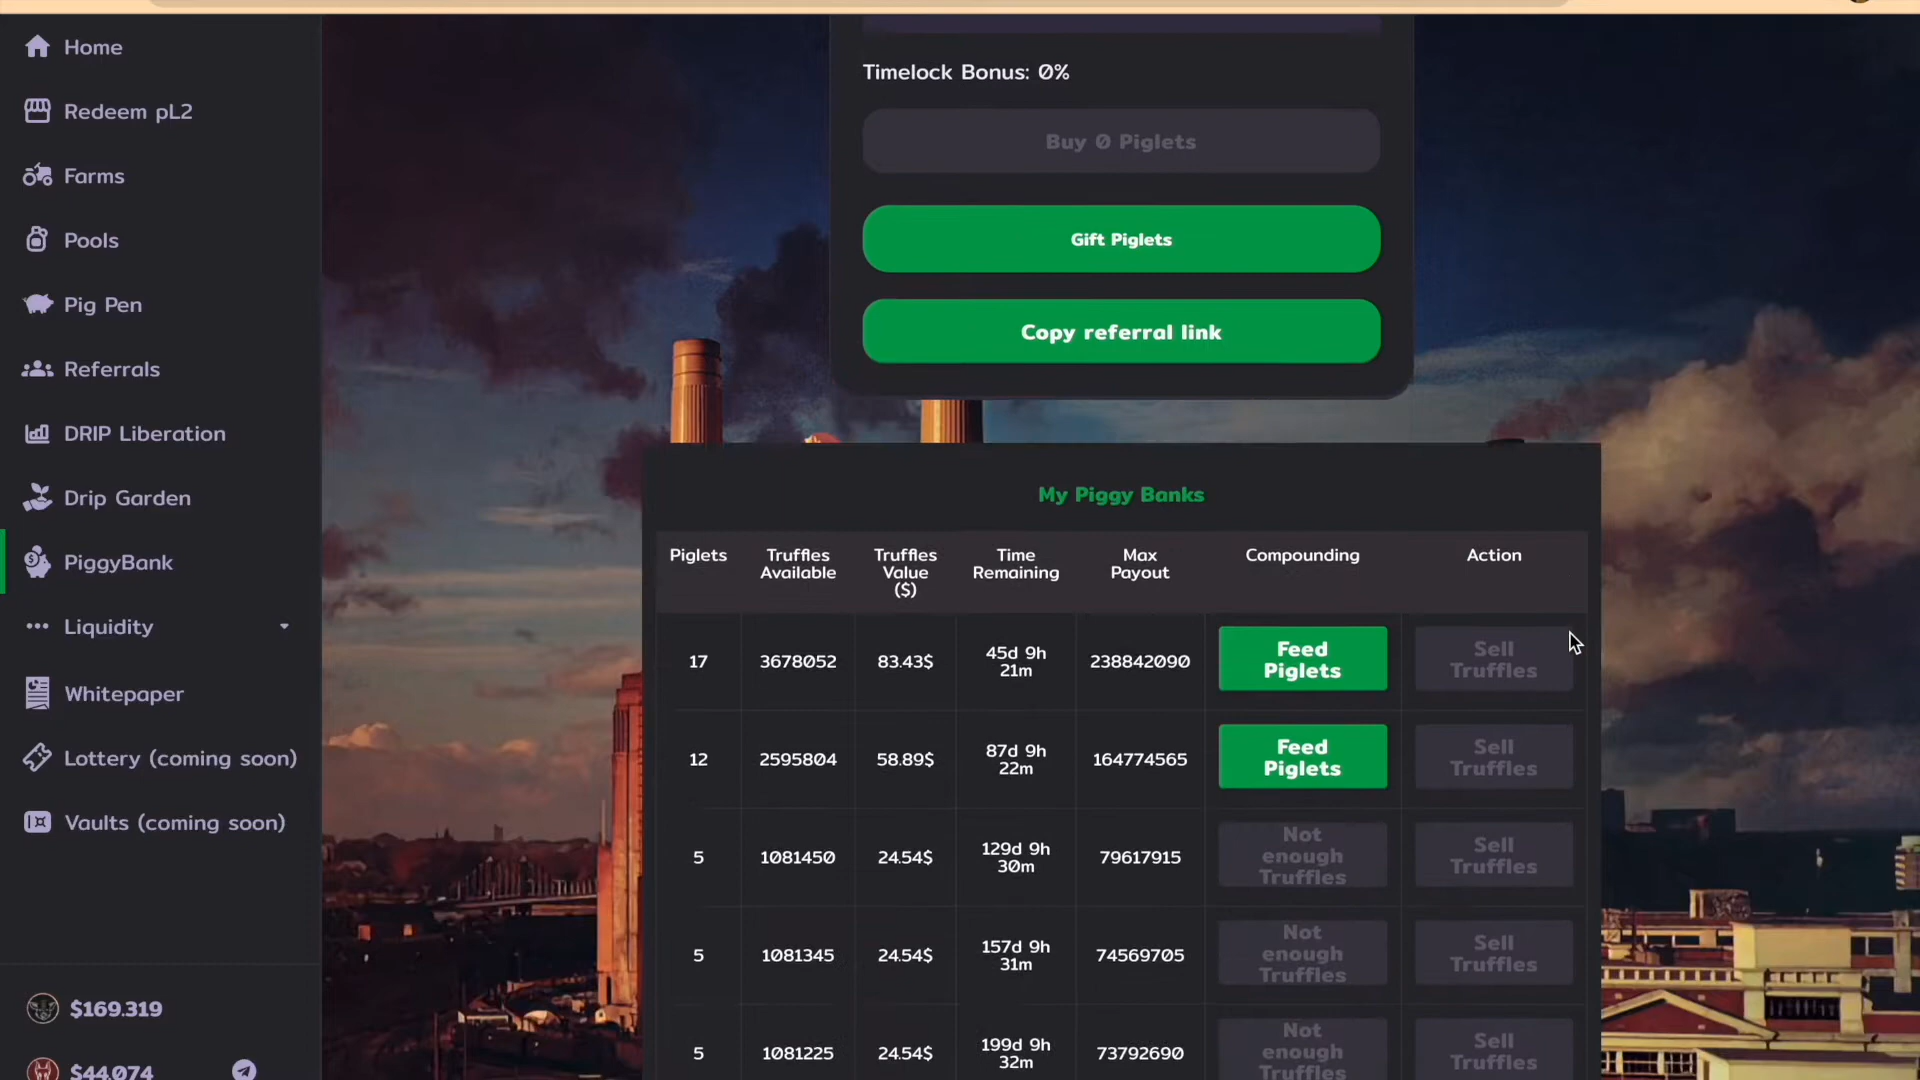 Home
Redeem pL2
Farms
Pools
Pig Pen
Referrals
DRIP Liberation
Drip Garden
PiggyBank
Liquidity
Whitepaper
Lottery (coming soon)
Vaults (coming soon)
$169.319
$44.074
Timelock Bonus: 0%
Buy 0 Piglets
Gift Piglets
Copy referral link
My Piggy Banks
Piglets
Truffles
Available
Truffles
Value
($)
Time
Remaining
Max
Payout
Compounding
Action
17
3678052
83.43$
45d 9h
21m
238842090
Feed
Piglets
Sell
Truffles
12
2595804
58.89$
87d 9h
22m
164774565
Feed
Piglets
Sell
Truffles
5
1081450
24.54$
129d 9h
30m
79617915
Not
enough
Truffles
Sell
Truffles
5
1081345
24.54$
157d 9h
31m
74569705
Not
enough
Truffles
Sell
Truffles
5
1081225
24.54$
199d 9h
32m
73792690
Not
enough
Truffles
Sell
Truffles